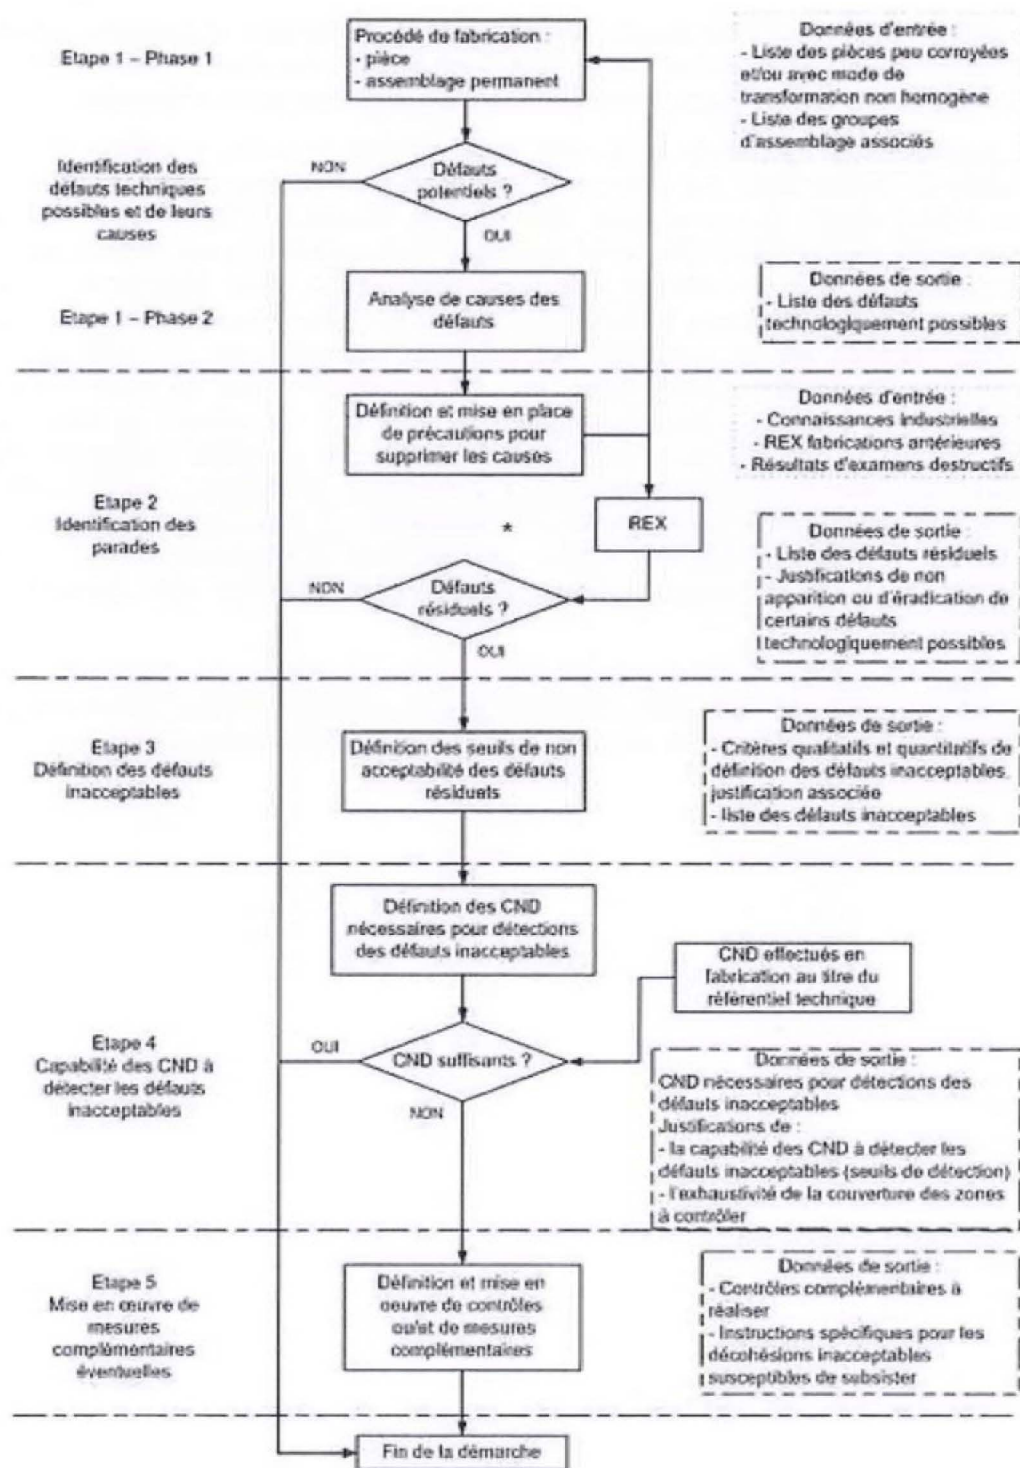 Etape 1 – Phase 1
Procédé de fabrication :
- pièce
- assemblage permanent
Données d'entrée :
- Liste des pièces peu corroyées
et/ou avec mode de
transformation non homogène
- Liste des groupes
d'assemblage associés
Identification des
défauts techniques
possibles et de leurs
causes
NON
Défauts
potentiels ?
OUI
Etape 1 – Phase 2
Analyse de causes des
défauts
Données de sortie :
- Liste des défauts
technologiquement possibles
Définition et mise en place
de précautions pour
supprimer les causes
Données d'entrée :
- Connaissances industrielles
- REX fabrications antérieures
- Résultats d'examens destructifs
Etape 2
Identification des
parades
*
REX
NON
Défauts
résiduels ?
OUI
Données de sortie :
- Liste des défauts résiduels
- Justifications de non
apparition ou d'éradication de
certains défauts
technologiquement possibles
Etape 3
Définition des défauts
inacceptables
Définition des seuils de non
acceptabilité des défauts
résiduels
Données de sortie :
- Critères qualitatifs et quantitatifs de
définition des défauts inacceptables,
justification associée
- liste des défauts inacceptables
Définition des CND
nécessaires pour détections
des défauts inacceptables
CND effectués en
fabrication au titre du
référentiel technique
Etape 4
Capabilité des CND à
détecter les défauts
inacceptables
OUI
CND suffisants ?
NON
Données de sortie :
CND nécessaires pour détections des
défauts inacceptables
Justifications de :
- la capabilité des CND à détecter les
défauts inacceptables (seuils de détection)
- l'exhaustivité de la couverture des zones
à contrôler
Etape 5
Mise en œuvre de
mesures
complémentaires
éventuelles
Définition et mise en
oeuvre de contrôles
ou/et de mesures
complémentaires
Données de sortie :
- Contrôles complémentaires à
réaliser
- Instructions spécifiques pour les
décohésions inacceptables
susceptibles de subsister
Fin de la démarche